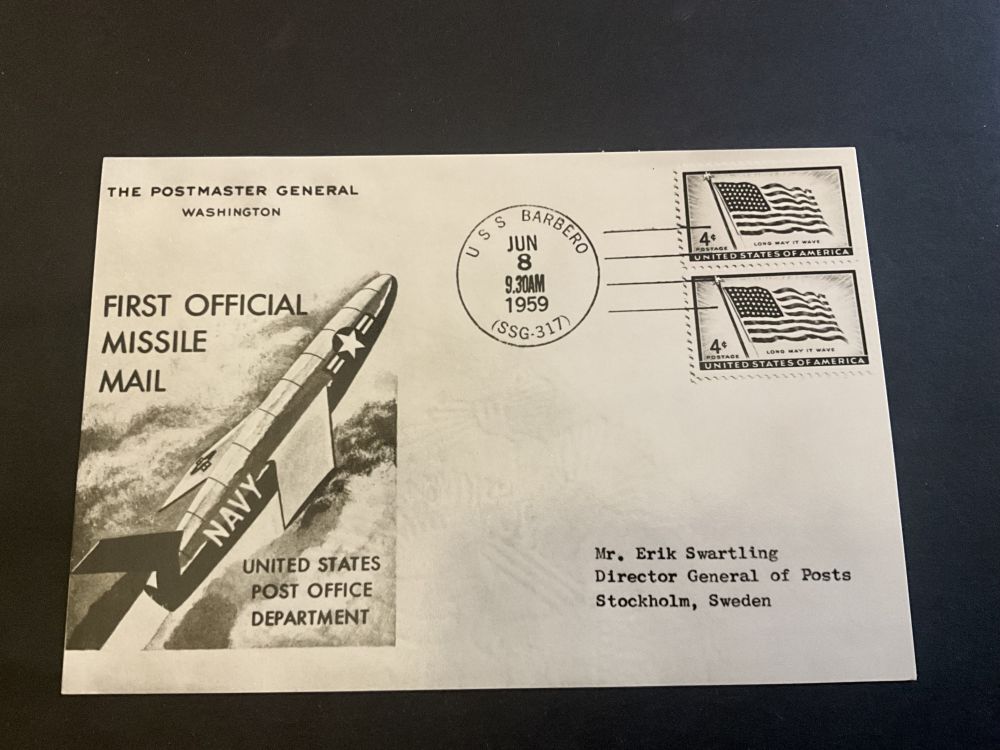 THE POSTMASTER GENERAL
WASHINGTON
FIRST OFFICIAL
MISSILE
MAIL
NAVY
UNITED STATES
POST OFFICE
DEPARTMENT
USS BARBERO
JUN
8
9.30AM
1959
(SSG-317)
4¢
POSTAGE
LONG MAY IT WAVE
UNITED STATES OF AMERICA
4¢
POSTAGE
LONG MAY IT WAVE
UNITED STATES OF AMERICA
Mr. Erik Swartling
Director General of Posts
Stockholm, Sweden